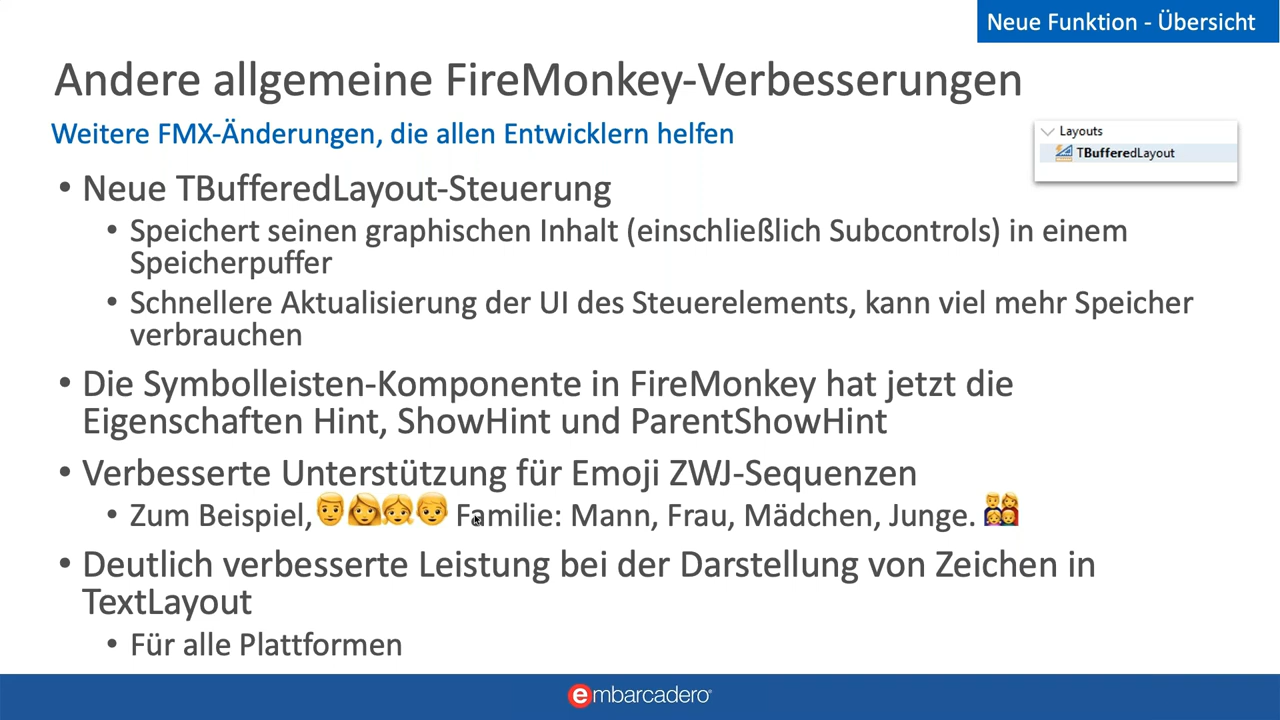 Neue Funktion - Übersicht
Andere allgemeine FireMonkey-Verbesserungen
Weitere FMX-Änderungen, die allen Entwicklern helfen
Layouts
TBufferedLayout
• Neue TBufferedLayout-Steuerung
• Speichert seinen graphischen Inhalt (einschließlich Subcontrols) in einem
Speicherpuffer
• Schnellere Aktualisierung der UI des Steuerelements, kann viel mehr Speicher
verbrauchen
• Die Symbolleisten-Komponente in FireMonkey hat jetzt die
Eigenschaften Hint, ShowHint und ParentShowHint
• Verbesserte Unterstützung für Emoji ZWJ-Sequenzen
• Zum Beispiel,👨👩👧👦 Familie: Mann, Frau, Mädchen, Junge. 👨‍👩‍👧‍👦
• Deutlich verbesserte Leistung bei der Darstellung von Zeichen in
TextLayout
• Für alle Plattformen
embarcadero®